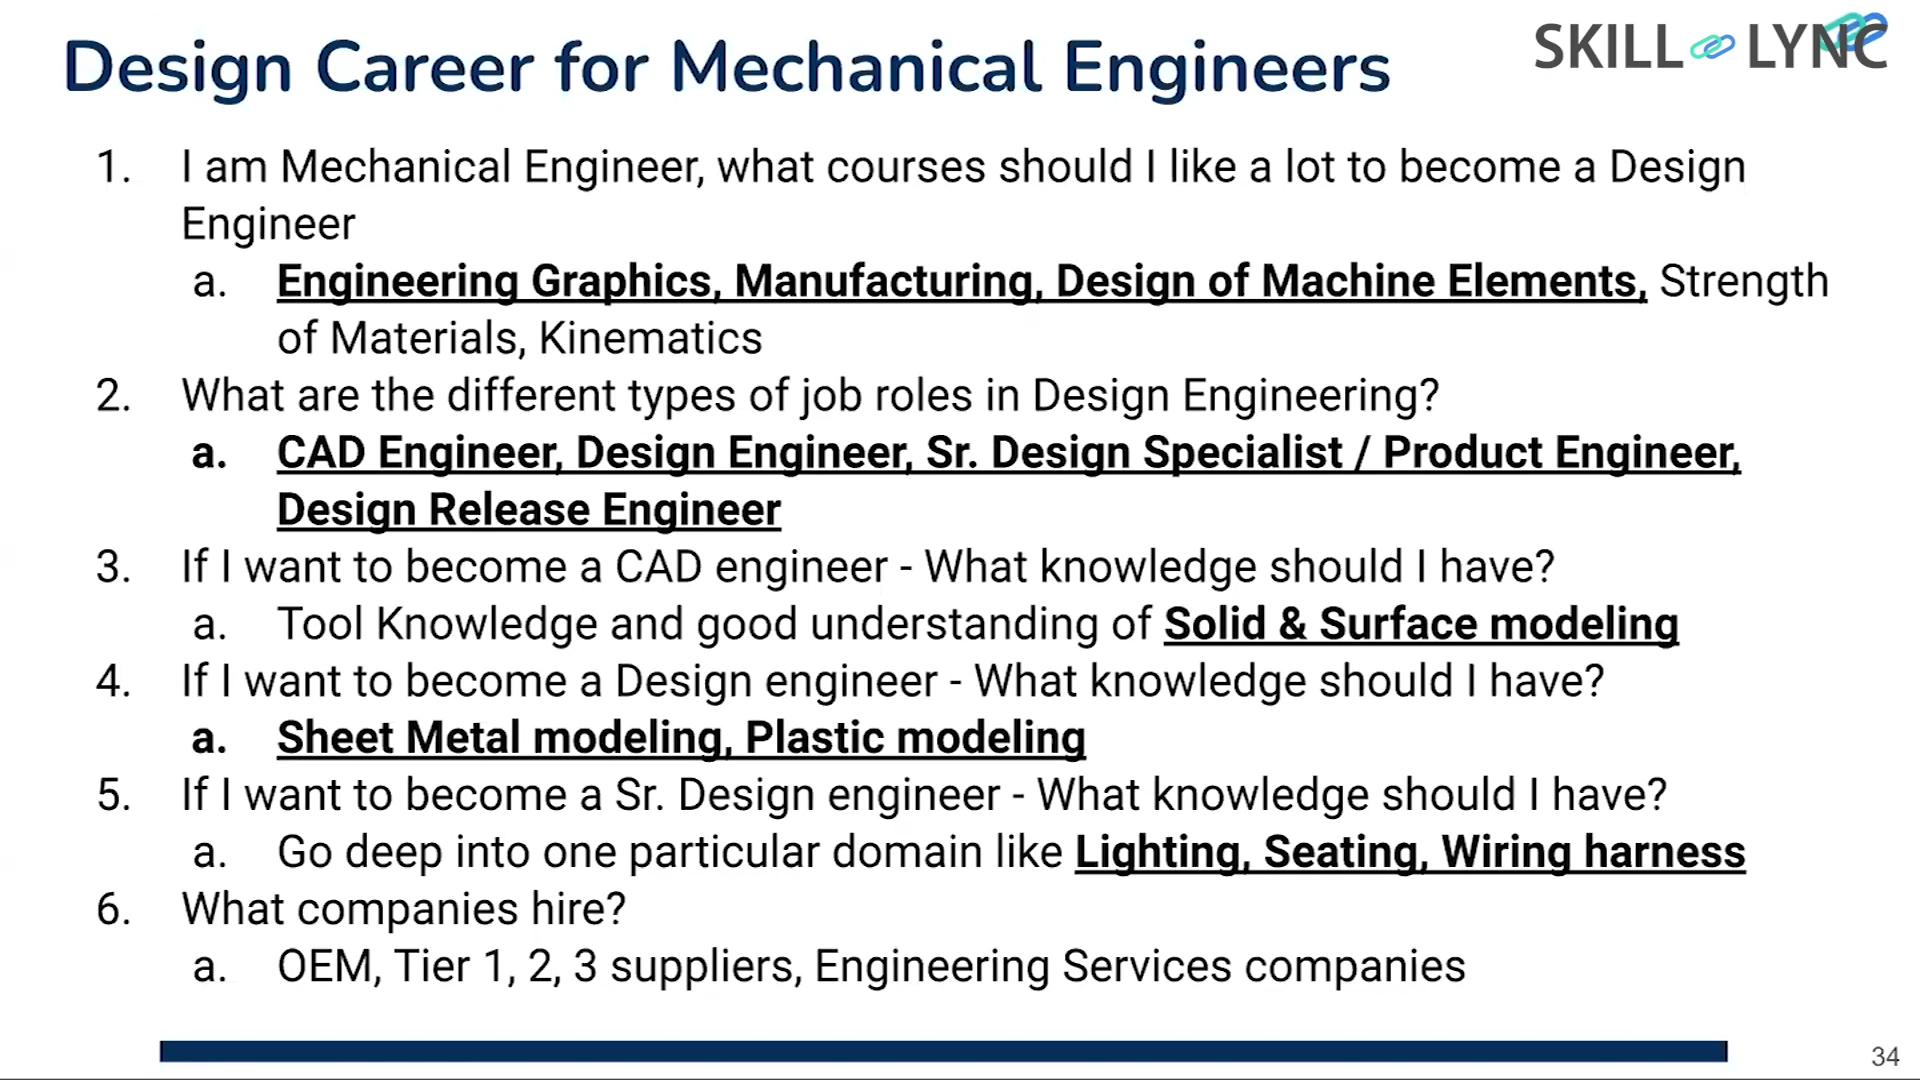 Design Career for Mechanical Engineers
SKILL LYNC
1. I am Mechanical Engineer, what courses should I like a lot to become a Design
Engineer
a. Engineering Graphics, Manufacturing, Design of Machine Elements, Strength
of Materials, Kinematics
2. What are the different types of job roles in Design Engineering?
a. CAD Engineer, Design Engineer, Sr. Design Specialist / Product Engineer,
Design Release Engineer
3. If I want to become a CAD engineer - What knowledge should I have?
a. Tool Knowledge and good understanding of Solid & Surface modeling
4. If I want to become a Design engineer - What knowledge should I have?
a. Sheet Metal modeling, Plastic modeling
5. If I want to become a Sr. Design engineer - What knowledge should I have?
a. Go deep into one particular domain like Lighting, Seating, Wiring harness
6. What companies hire?
a. OEM, Tier 1, 2, 3 suppliers, Engineering Services companies
34